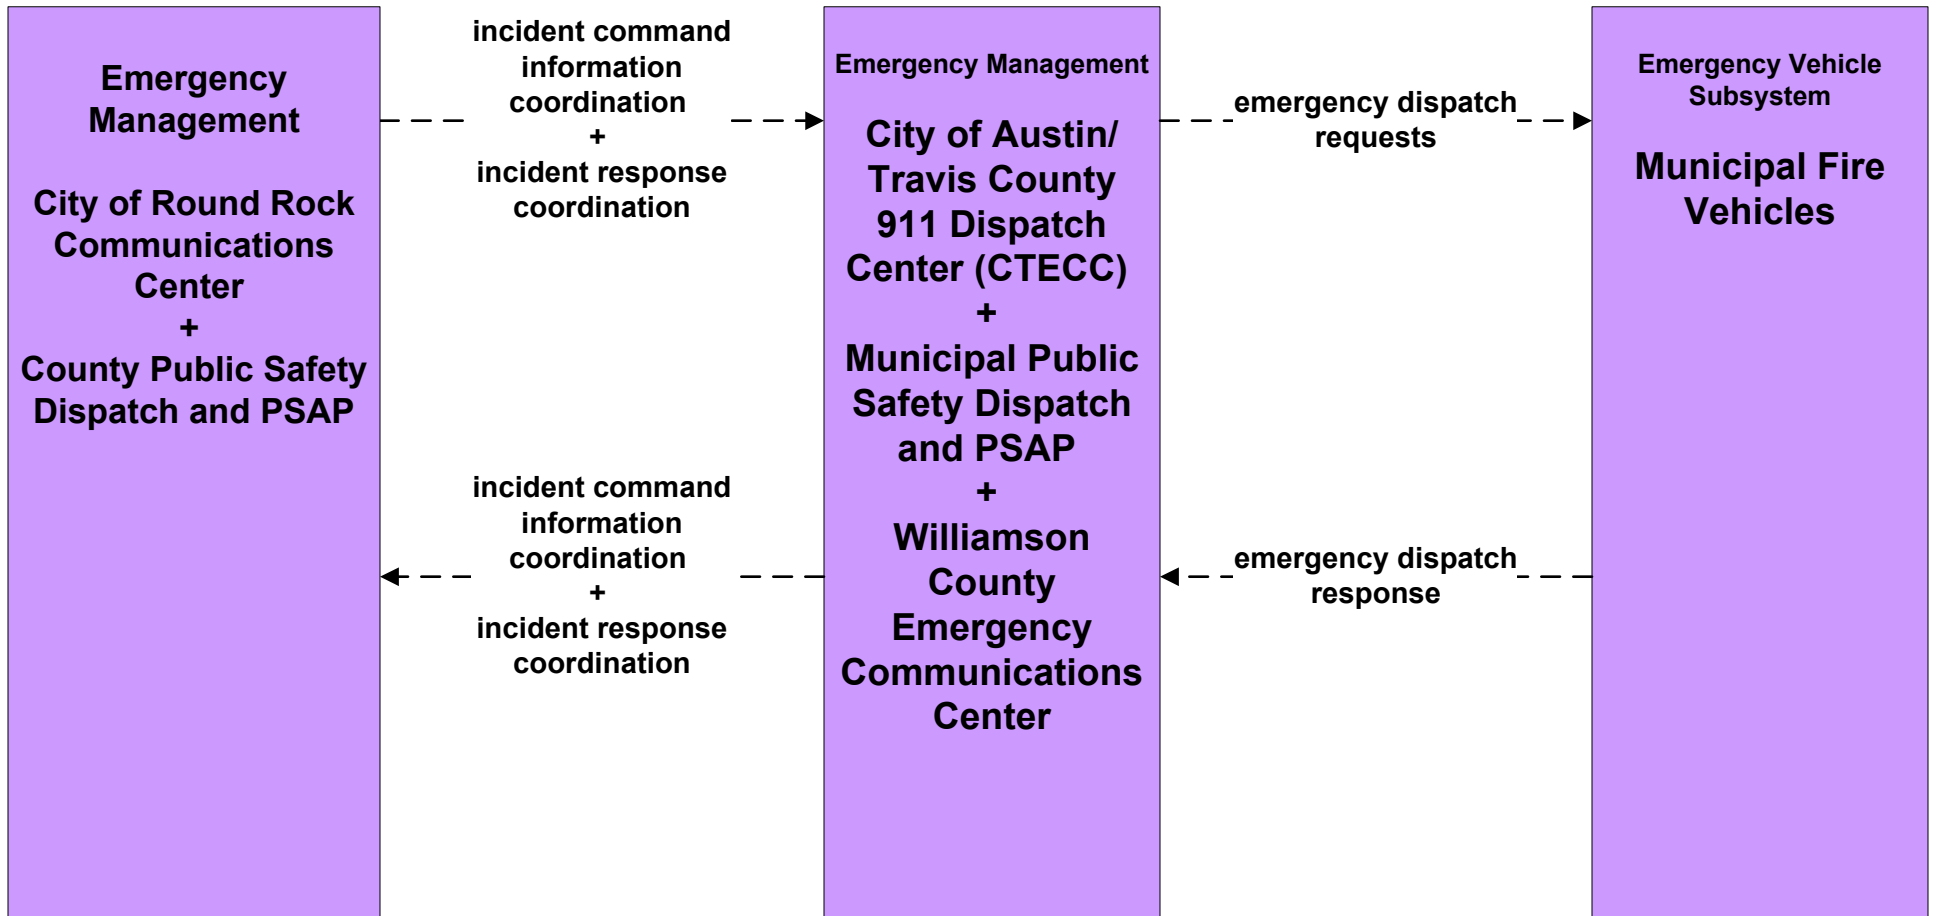 Emergency
Management
City of Round Rock
Communications
Center
+
County Public Safety
Dispatch and PSAP
incident command
information
coordination
+
incident response
coordination
incident command
information
coordination
+
incident response
coordination
Emergency Management
City of Austin/
Travis County
911 Dispatch
Center (CTECC)
+
Municipal Public
Safety Dispatch
and PSAP
+
Williamson
County
Emergency
Communications
Center
emergency dispatch
requests
emergency dispatch
response
Emergency Vehicle
Subsystem
Municipal Fire
Vehicles